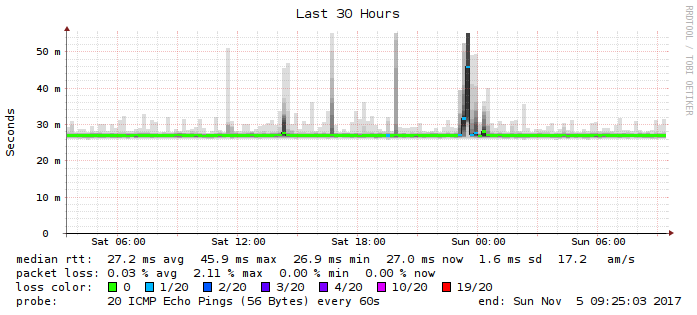 Last 30 Hours
RRDTOOL / TOBI OETIKER
Seconds
50 m
40 m
30 m
20 m
10 m
0
Sat 06:00 Sat 12:00 Sat 18:00 Sun 00:00 Sun 06:00
median rtt: 27.2 ms avg 45.9 ms max 26.9 ms min 27.0 ms now 1.6 ms sd 17.2 am/s
packet loss: 0.03 % avg 2.11 % max 0.00 % min 0.00 % now
loss color: 0 1/20 2/20 3/20 4/20 10/20 19/20
probe: 20 ICMP Echo Pings (56 Bytes) every 60s end: Sun Nov 5 09:25:03 2017